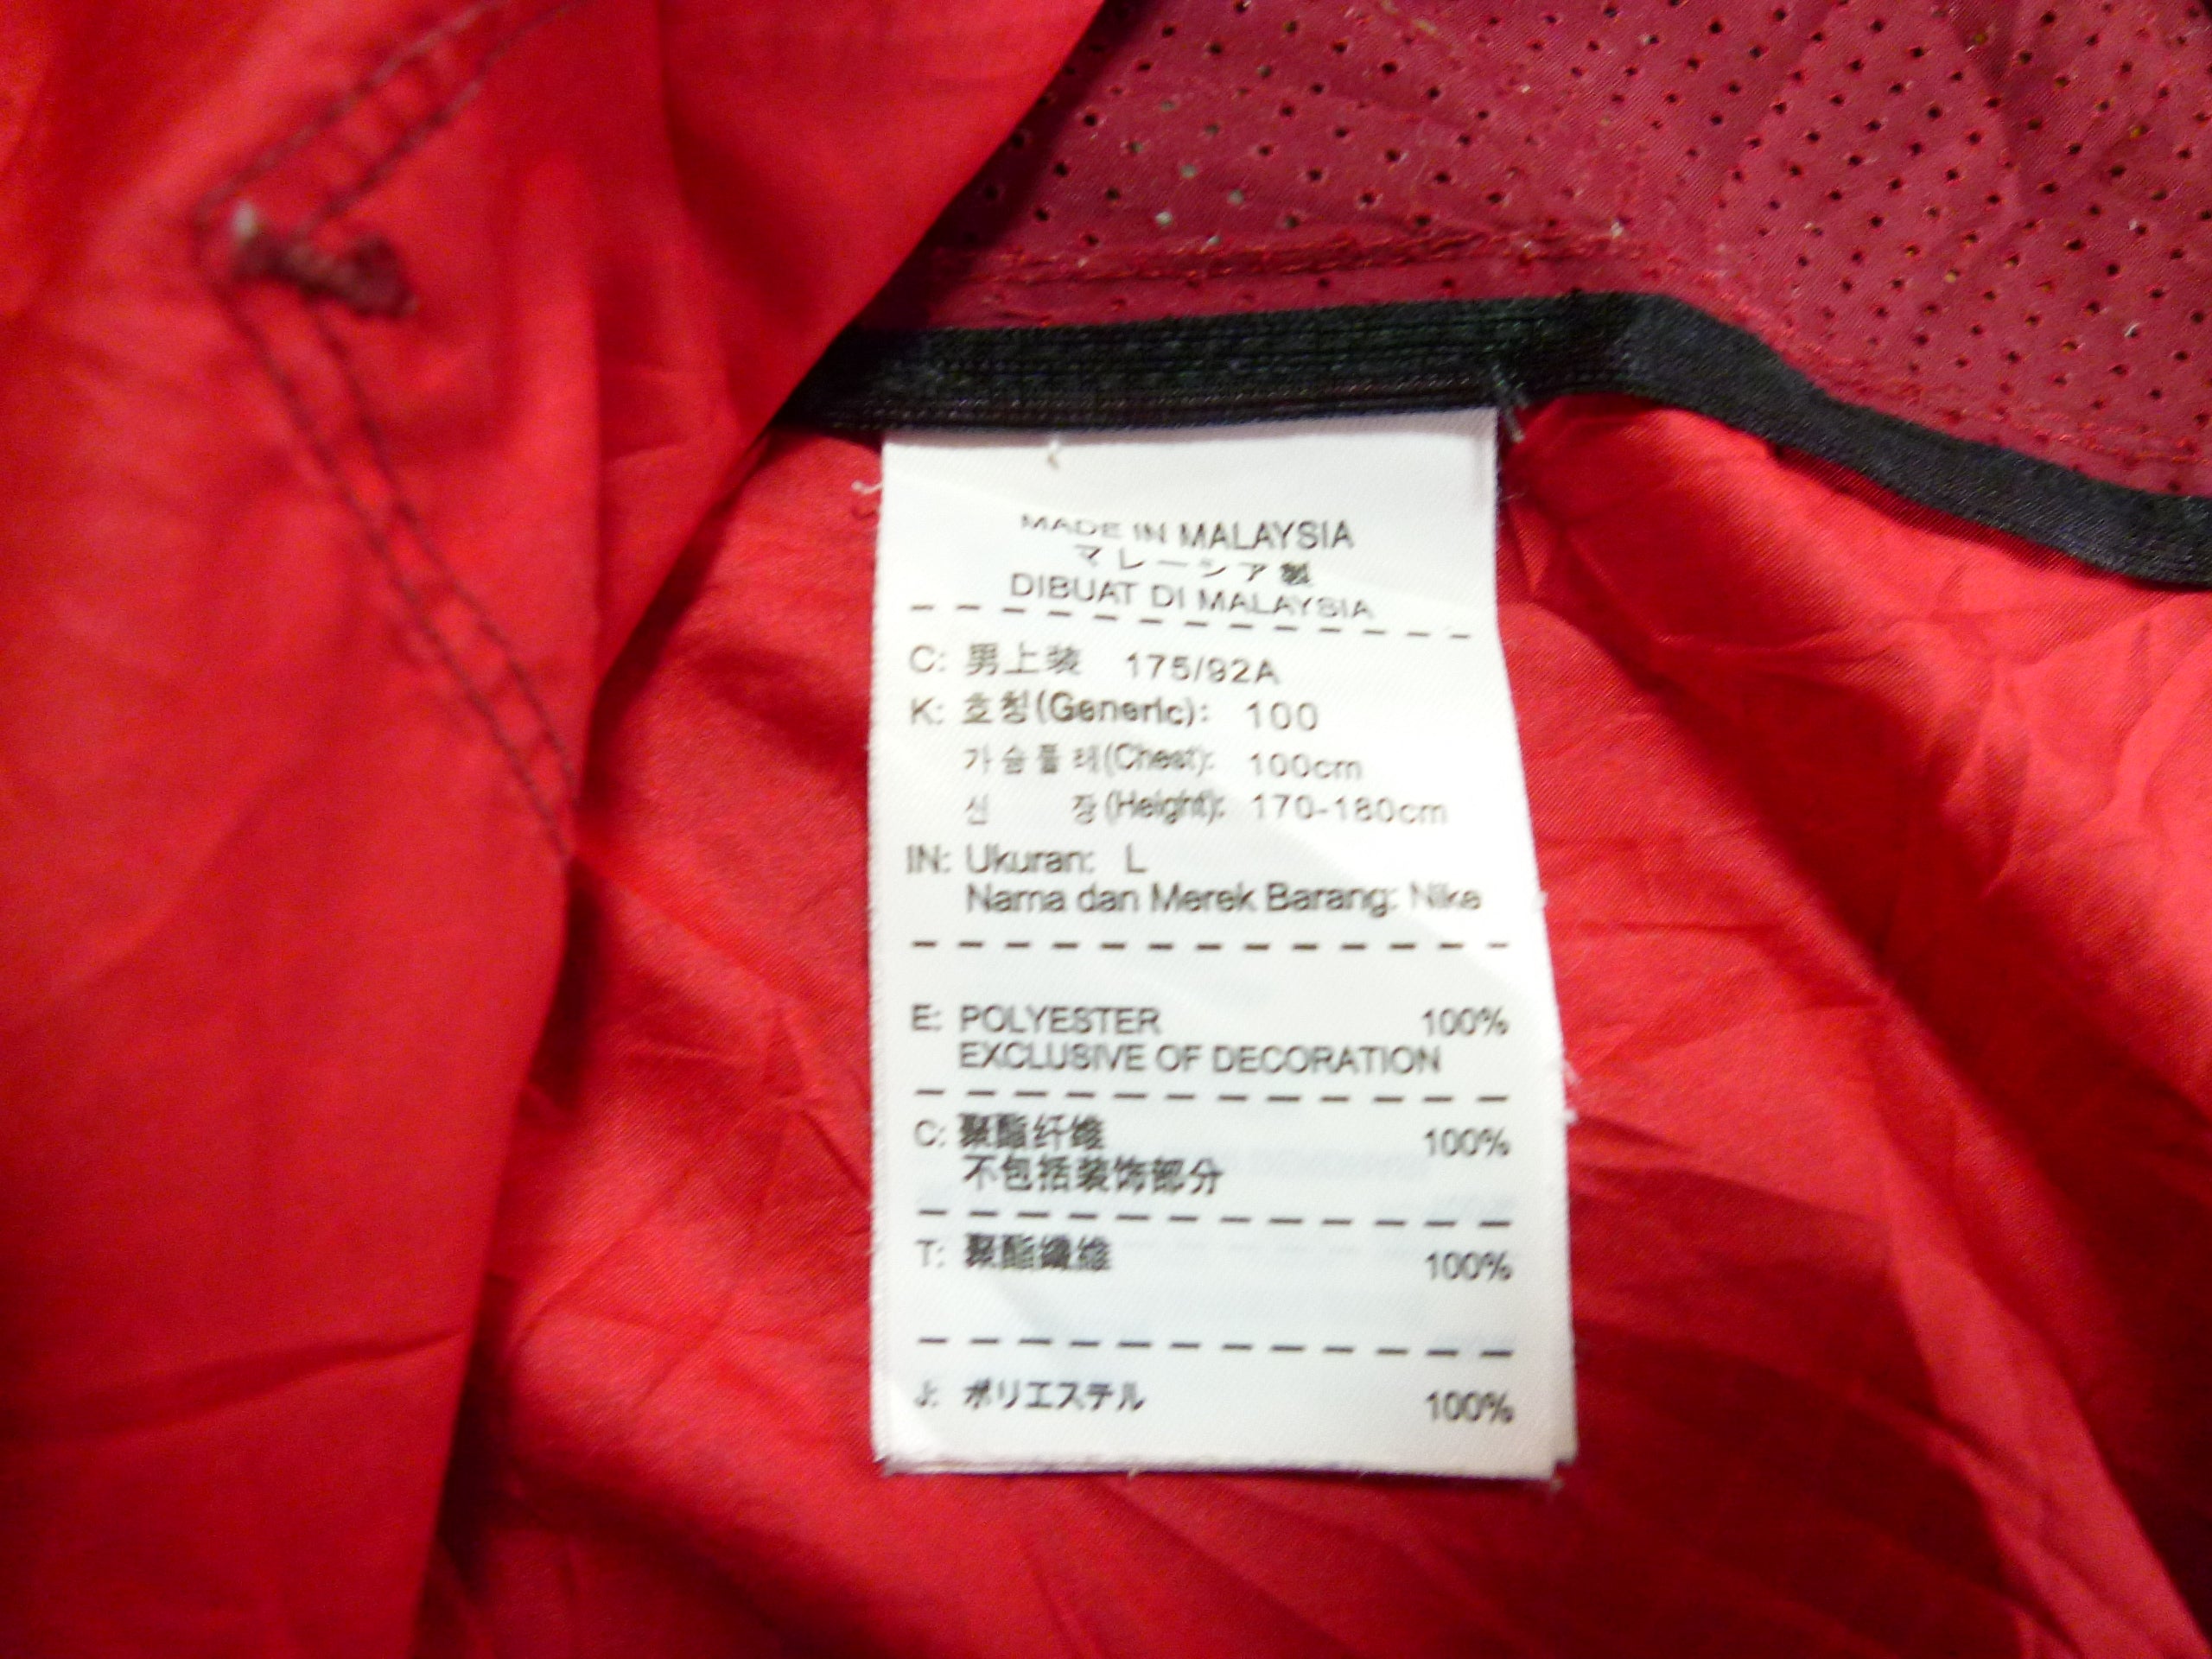 MADE IN MALAYSIA
マレーシア製
DIBUAT DI MALAYSIA
C: 男上装 175/92A
K: 호칭(Generic): 100
가슴둘레(Chest): 100cm
신 장(Height): 170-180cm
IN: Ukuran: L
Nama dan Merek Barang: Nike
E: POLYESTER 100%
EXCLUSIVE OF DECORATION
C: 聚酯纤维 100%
不包括装饰部分
T: 聚酯纖維 100%
J: ポリエステル 100%